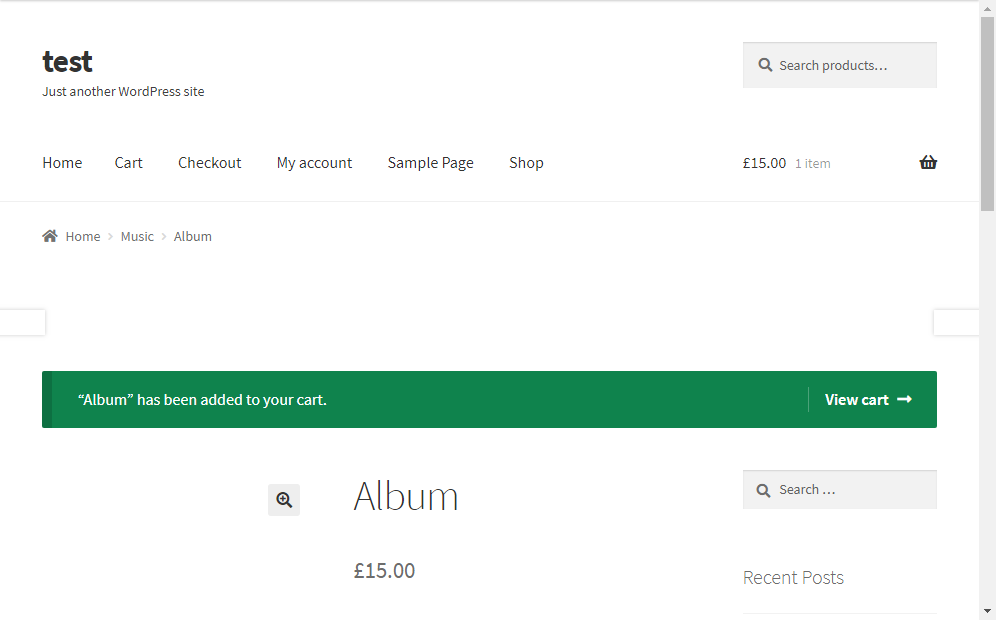 test
Just another WordPress site
Search products…
Home Cart Checkout My account Sample Page Shop £15.00 1 item
Home Music Album
“Album” has been added to your cart. View cart
Album
Search …
£15.00
Recent Posts